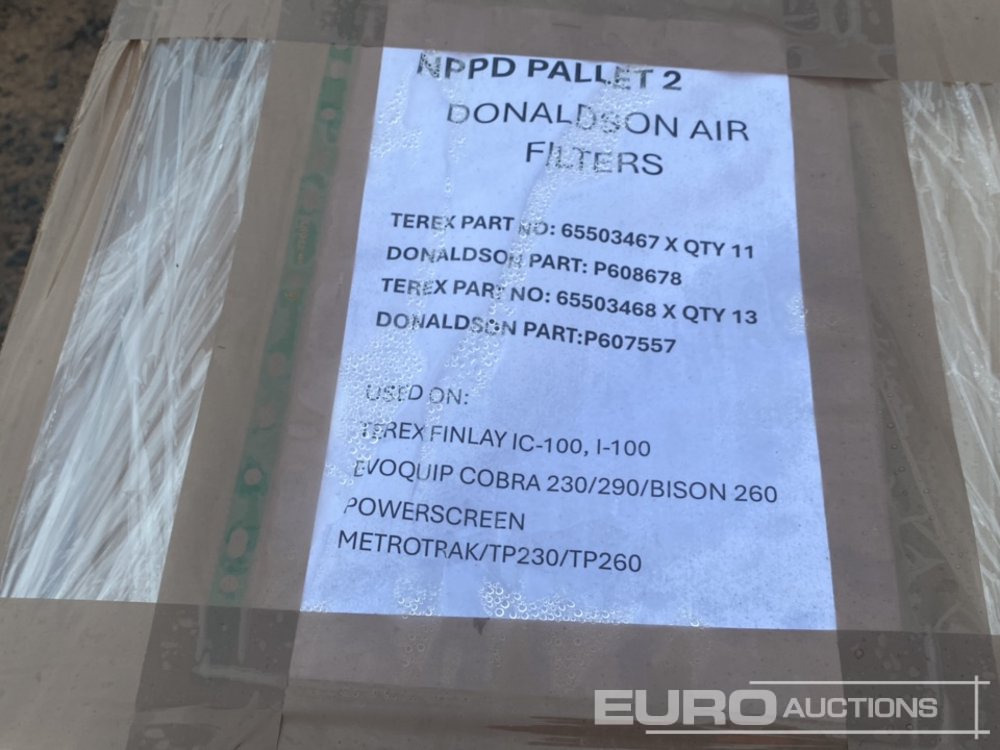 NPPD PALLET 2
DONALDSON AIR
FILTERS
TEREX PART NO: 65503467 X QTY 11
DONALDSON PART: P608678
TEREX PART NO: 65503468 X QTY 13
DONALDSON PART:P607557
USED ON:
TEREX FINLAY IC-100, I-100
EVOQUIP COBRA 230/290/BISON 260
POWERSCREEN
METROTRAK/TP230/TP260
EURO AUCTIONS